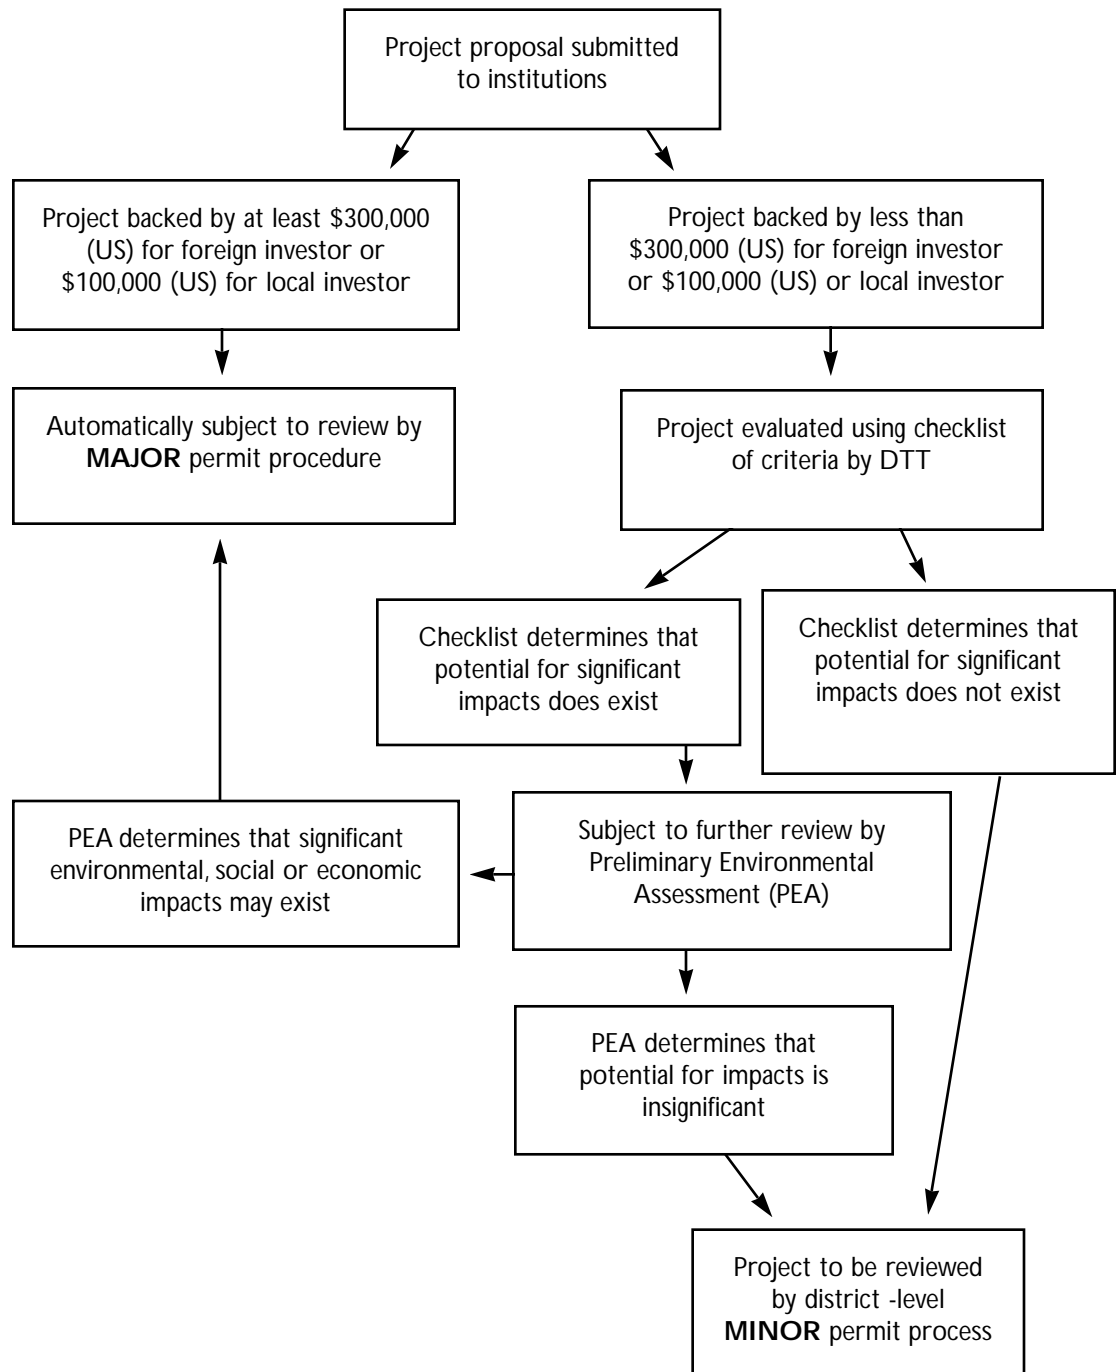 Project proposal submitted
to institutions
Project backed by at least $300,000
(US) for foreign investor or
$100,000 (US) for local investor
Project backed by less than
$300,000 (US) for foreign investor
or $100,000 (US) or local investor
Automatically subject to review by
MAJOR permit procedure
Project evaluated using checklist
of criteria by DTT
Checklist determines that
potential for significant
impacts does exist
Checklist determines that
potential for significant
impacts does not exist
PEA determines that significant
environmental, social or economic
impacts may exist
Subject to further review by
Preliminary Environmental
Assessment (PEA)
PEA determines that
potential for impacts is
insignificant
Project to be reviewed
by district -level
MINOR permit process